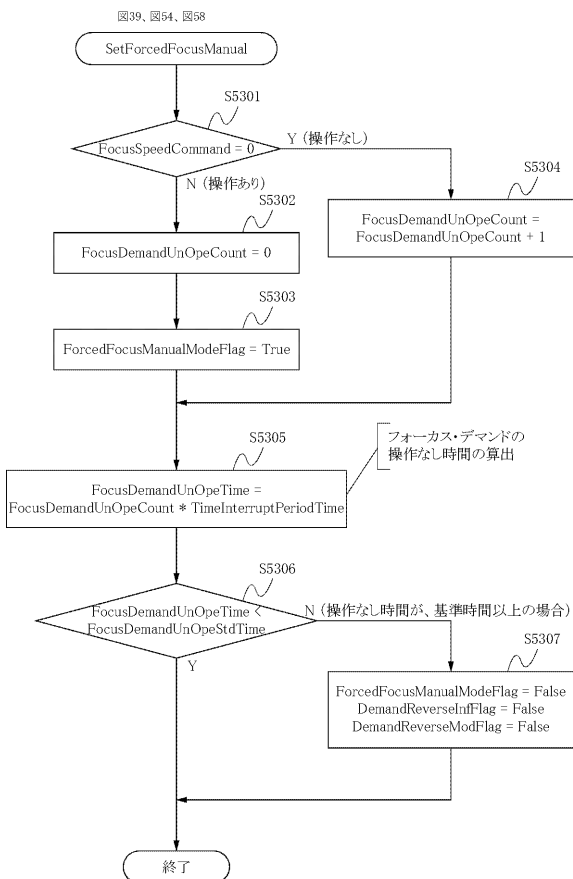 図39、図54、図58
SetForcedFocusManual
S5301
FocusSpeedCommand = 0
Y (操作なし)
N (操作あり)
S5302
FocusDemandUnOpeCount = 0
S5304
FocusDemandUnOpeCount =
FocusDemandUnOpeCount + 1
S5303
ForcedFocusManualModeFlag = True
S5305
フォーカス・デマンドの
操作なし時間の算出
FocusDemandUnOpeTime =
FocusDemandUnOpeCount * TimeInterruptPeriodTime
S5306
FocusDemandUnOpeTime <
FocusDemandUnOpeStdTime
N (操作なし時間が、基準時間以上の場合)
Y
S5307
ForcedFocusManualModeFlag = False
DemandReverseInfFlag = False
DemandReverseModFlag = False
終了